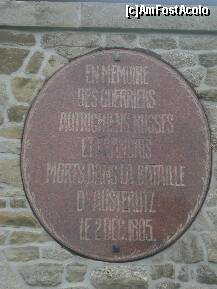 (c)[AmFostAcolo]
EN MEMOIRE
DES GUERRIERS
AUTRICHIENS RUSSES
ET FRANCAIS
MORTS DANS LA BATAILLE
D'AUSTERLITZ
LE 2 DEC. 1805.